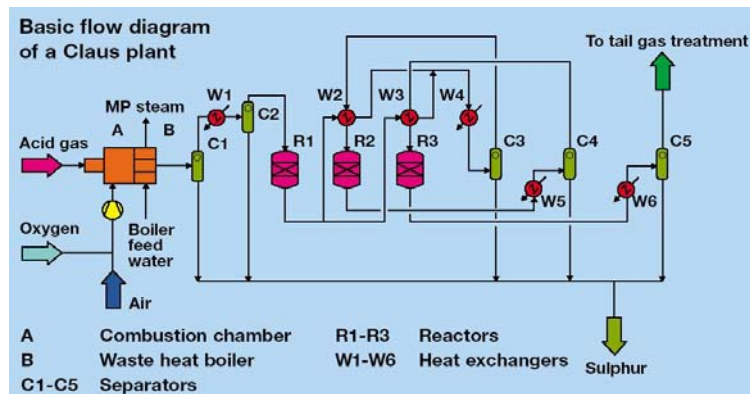 Basic flow diagram
of a Claus plant
To tail gas treatment
MP steam
W1
W2
W3
W4
C2
A
B
C1
R1
R2
R3
C3
C4
C5
Acid gas
W5
W6
Oxygen
Boiler
feed
water
Air
A Combustion chamber R1-R3 Reactors
B Waste heat boiler W1-W6 Heat exchangers
C1-C5 Separators
Sulphur